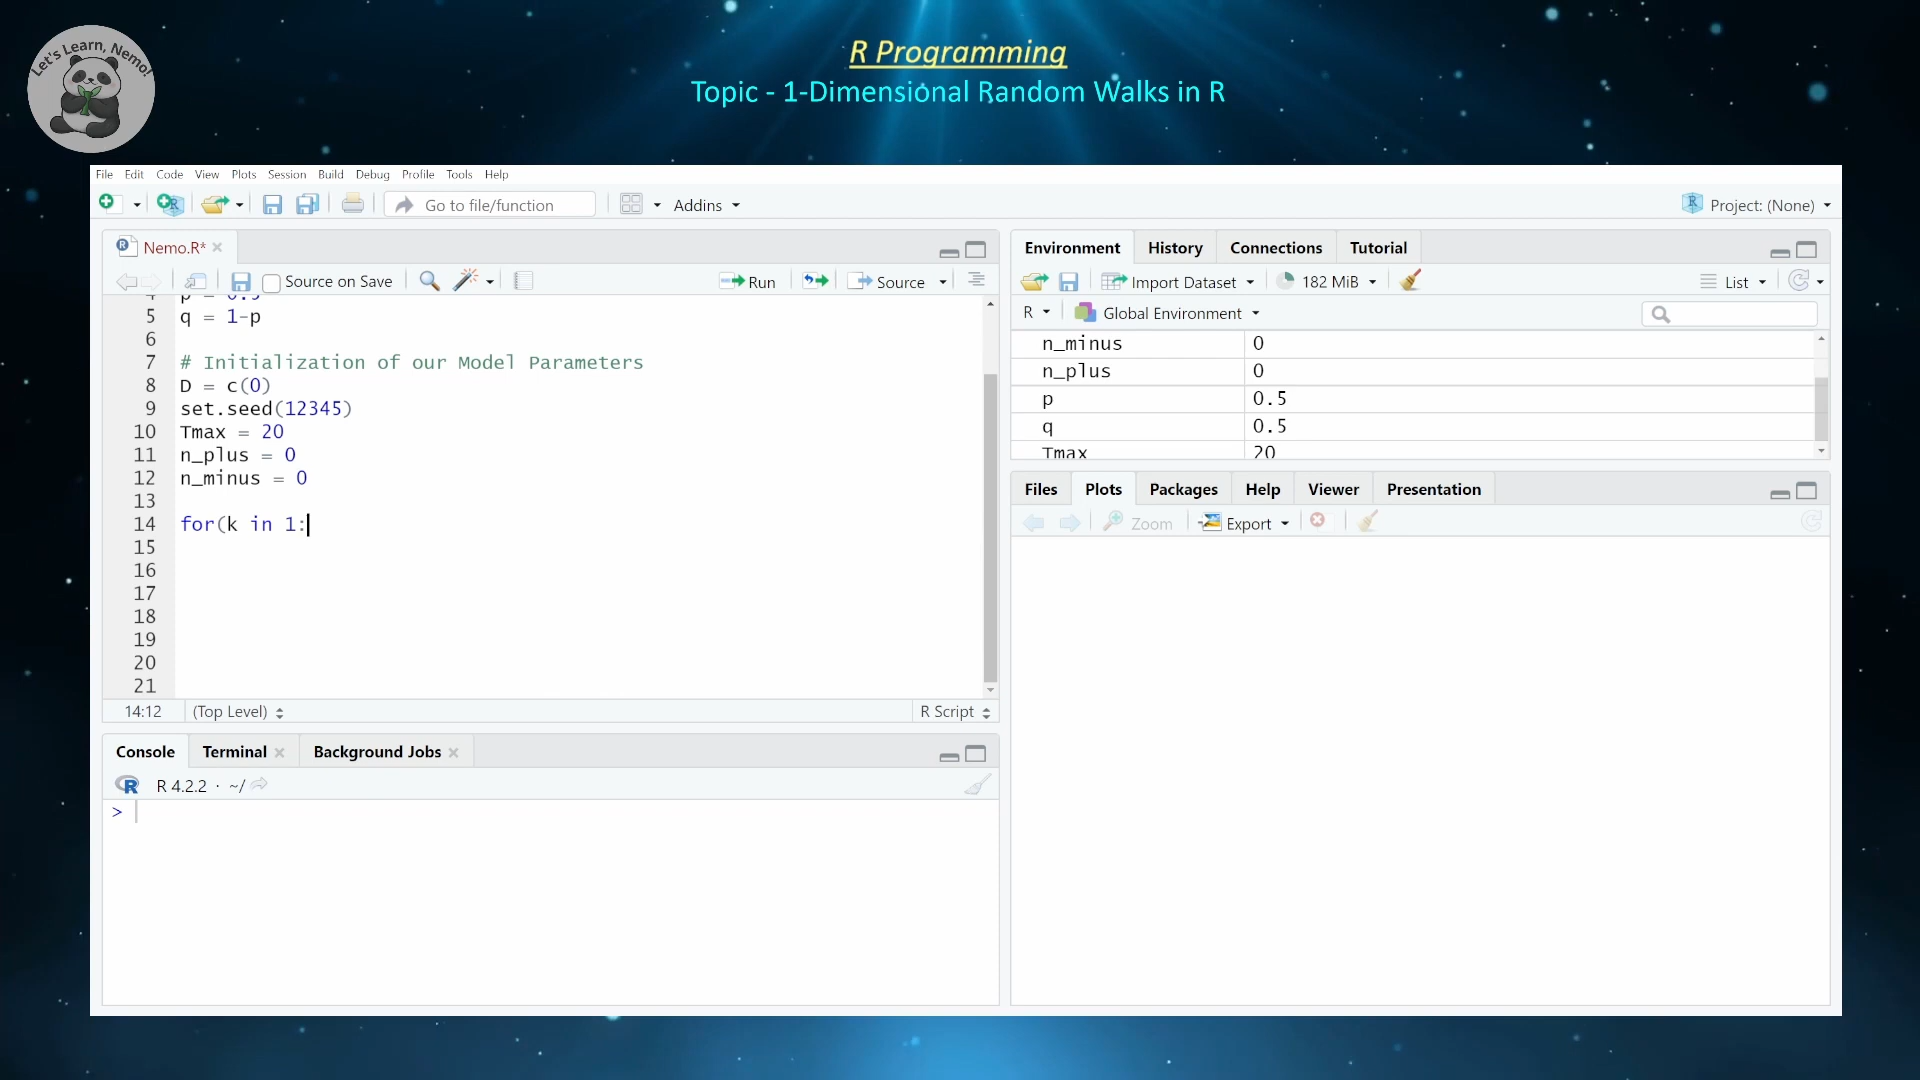 Let's Learn, Nemo!
R Programming
Topic - 1-Dimensional Random Walks in R
File Edit Code View Plots Session Build Debug Profile Tools Help
Go to file/function Addins Project: (None)
Nemo.R*
Source on Save Run Source
5 q = 1-p
6
7 # Initialization of our Model Parameters
8 D = c(0)
9 set.seed(12345)
10 Tmax = 20
11 n_plus = 0
12 n_minus = 0
13
14 for(k in 1:
15
16
17
18
19
20
21
14:12 (Top Level) R Script
Console Terminal Background Jobs
R 4.2.2 · ~/
>
Environment History Connections Tutorial
Import Dataset 182 MiB List
R Global Environment
n_minus 0
n_plus 0
p 0.5
q 0.5
Tmax 20
Files Plots Packages Help Viewer Presentation
Zoom Export